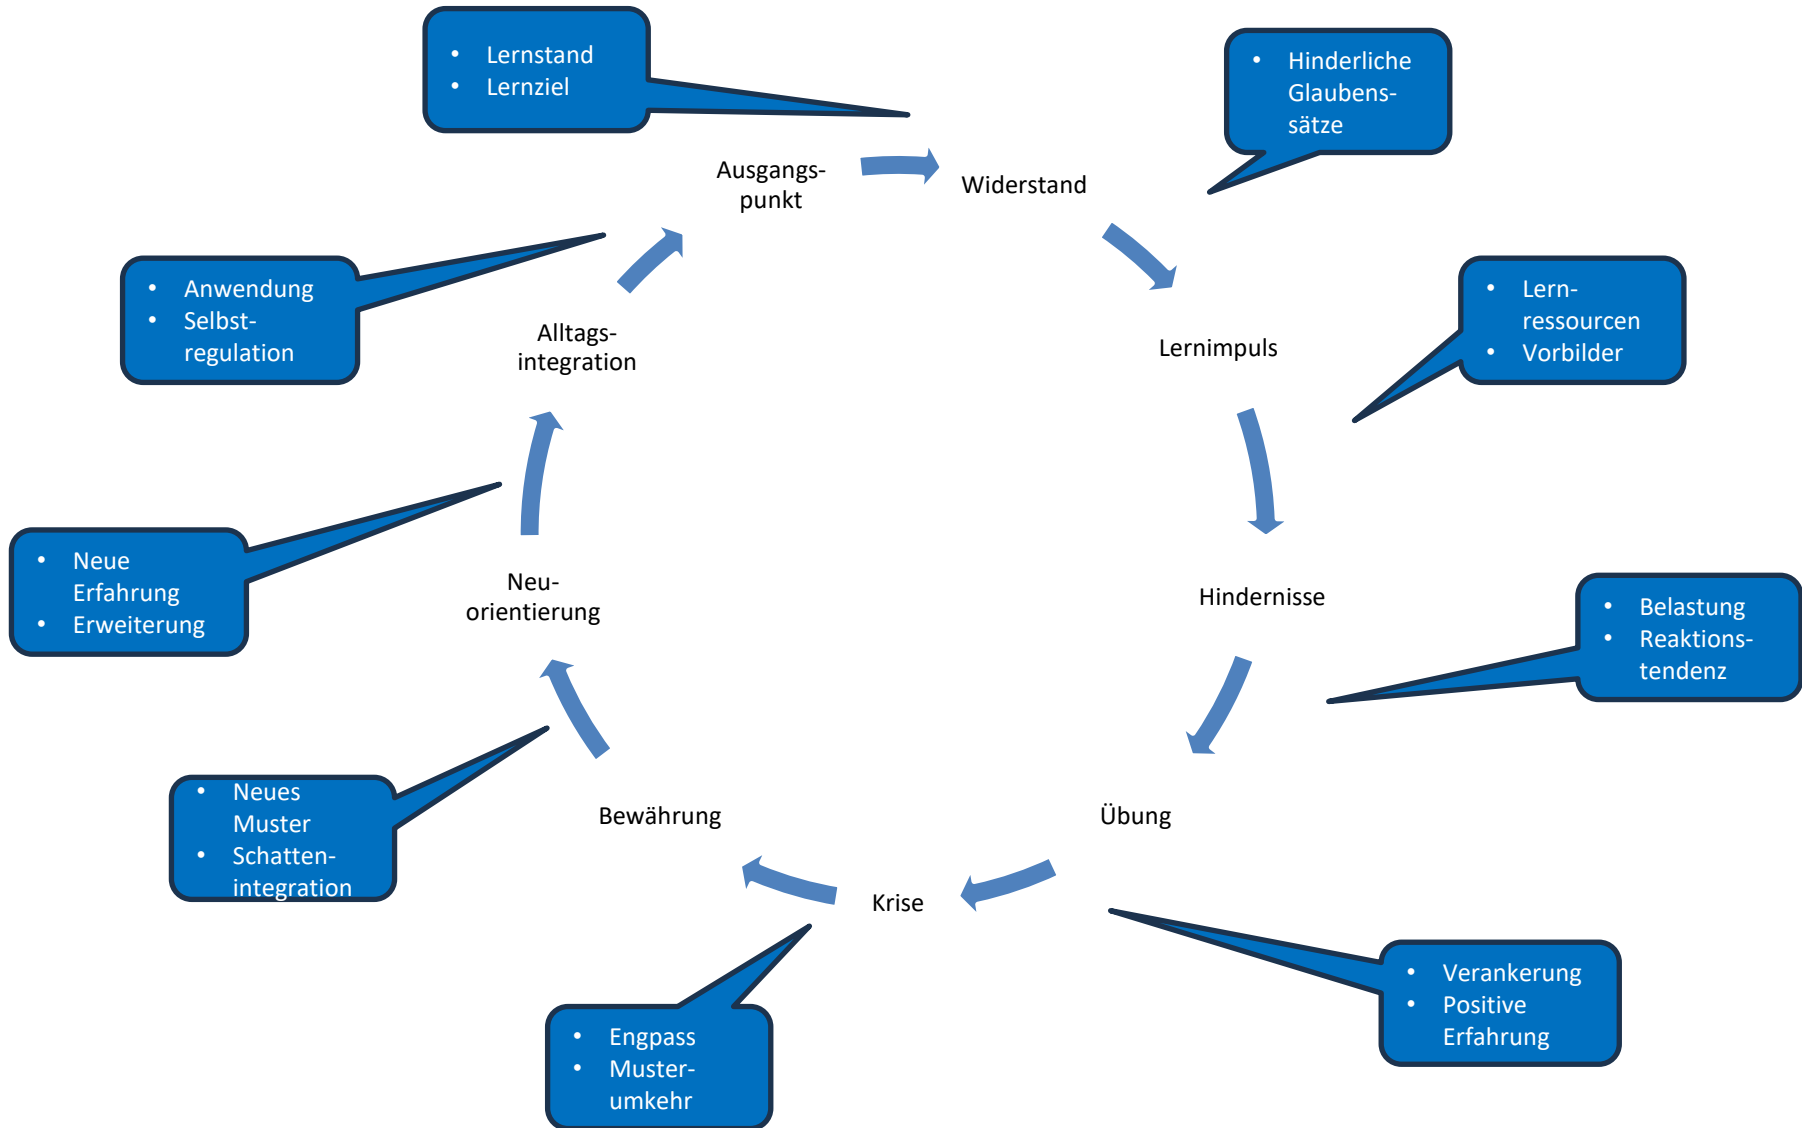 • Lernstand
• Lernziel
• Hinderliche
Glaubens-
sätze
Ausgangs-
punkt
Widerstand
• Anwendung
• Selbst-
regulation
• Lern-
ressourcen
• Vorbilder
Alltags-
integration
Lernimpuls
• Neue
Erfahrung
• Erweiterung
Neu-
orientierung
Hindernisse
• Belastung
• Reaktions-
tendenz
• Neues
Muster
• Schatten-
integration
Bewährung
Übung
Krise
• Verankerung
• Positive
Erfahrung
• Engpass
• Muster-
umkehr